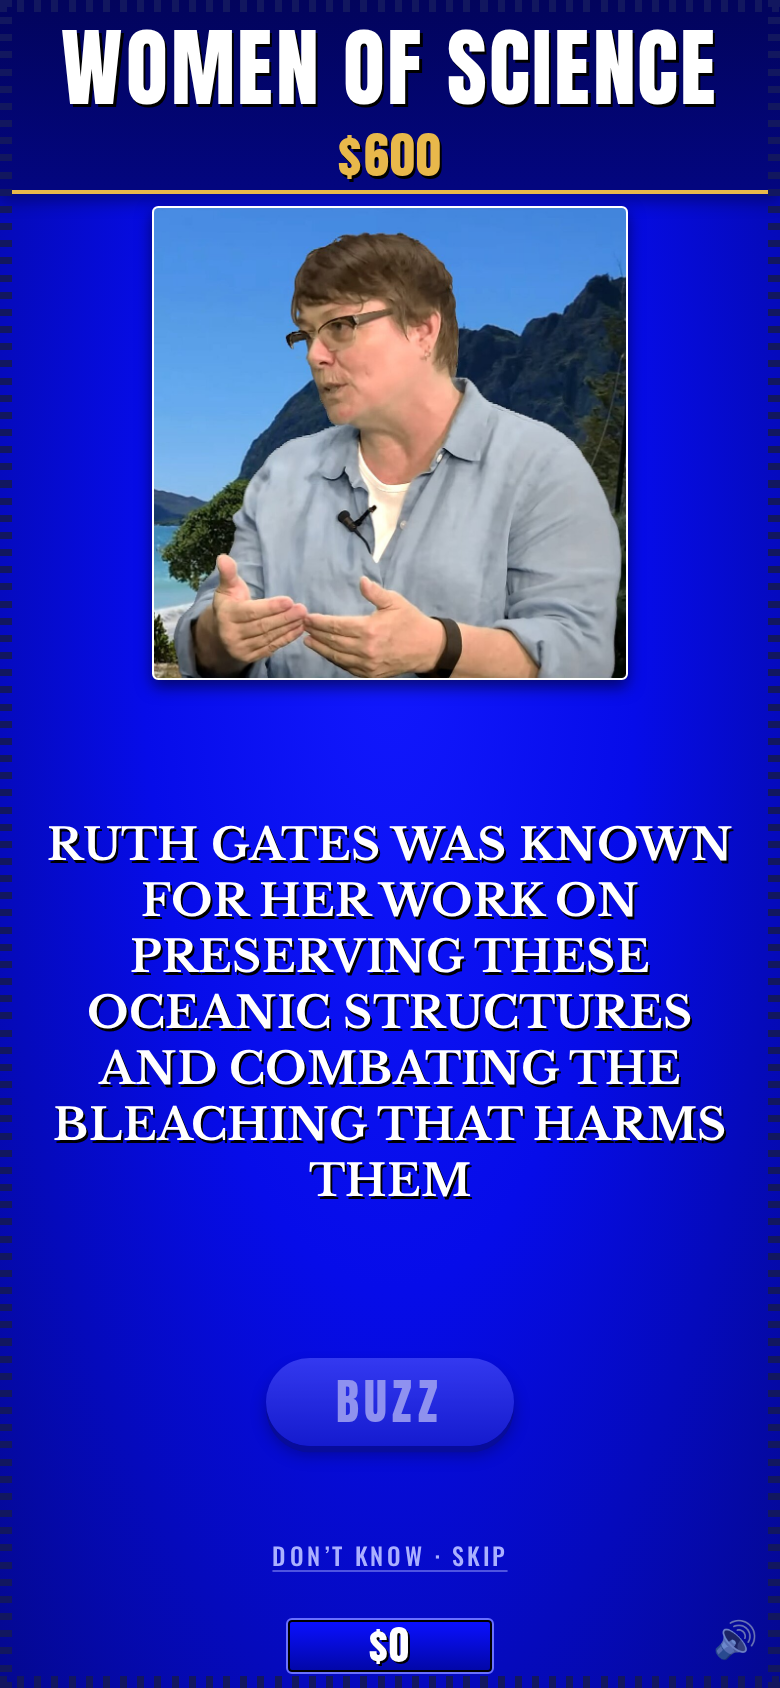 WOMEN OF SCIENCE
$600
RUTH GATES WAS KNOWN
FOR HER WORK ON
PRESERVING THESE
OCEANIC STRUCTURES
AND COMBATING THE
BLEACHING THAT HARMS
THEM
BUZZ
DON'T KNOW · SKIP
$0